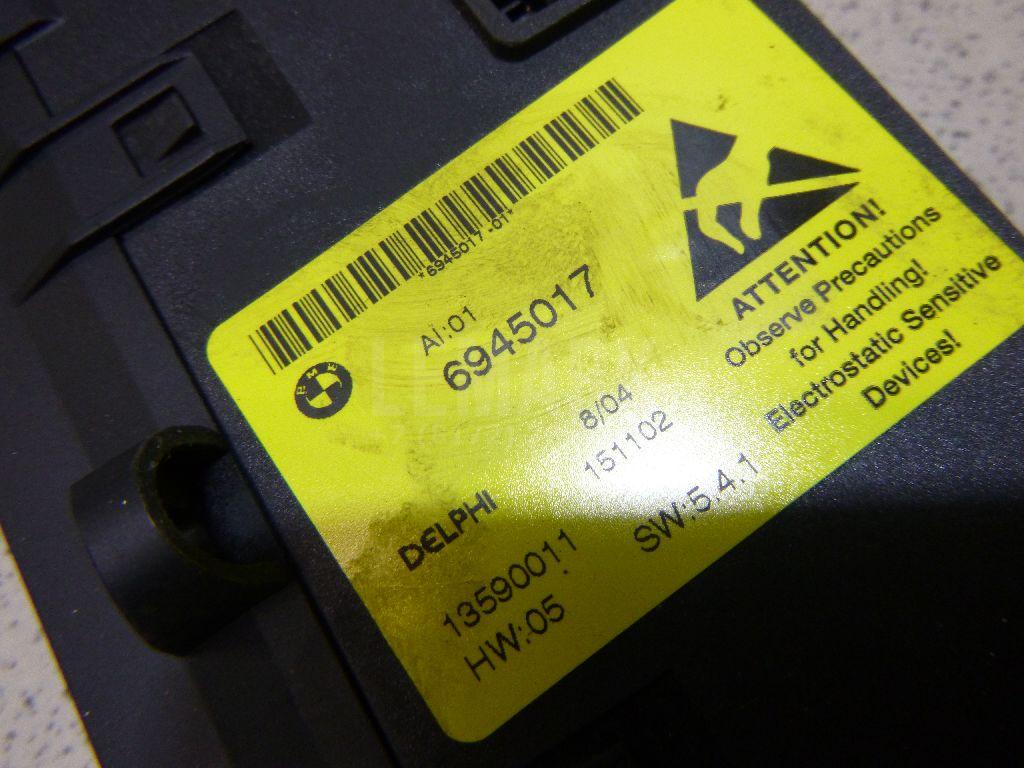 *6945017-01*
AI:01
6945017
BMW
8/04
151102
DELPHI
13590011
HW:05
SW:5.4.1
ATTENTION!
Observe Precautions
for Handling!
Electrostatic Sensitive
Devices!